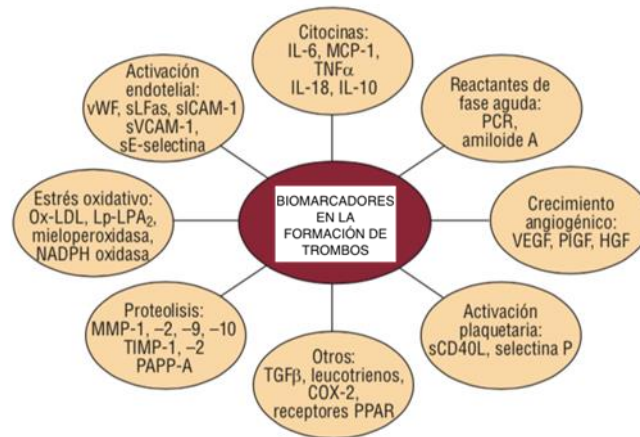 Citocinas:
IL-6, MCP-1,
TNFα
IL-18, IL-10
Reactantes de
fase aguda:
PCR,
amiloide A
Crecimiento
angiogénico:
VEGF, PlGF, HGF
Activación
plaquetaria:
sCD40L, selectina P
Otros:
TGFβ, leucotrienos,
COX-2,
receptores PPAR
Proteolisis:
MMP-1, –2, –9, –10
TIMP-1, –2
PAPP-A
Estrés oxidativo:
Ox-LDL, Lp-LPA₂,
mieloperoxidasa,
NADPH oxidasa
Activación
endotelial:
vWF, sLFas, sICAM-1
sVCAM-1,
sE-selectina
BIOMARCADORES
EN LA
FORMACIÓN DE
TROMBOS